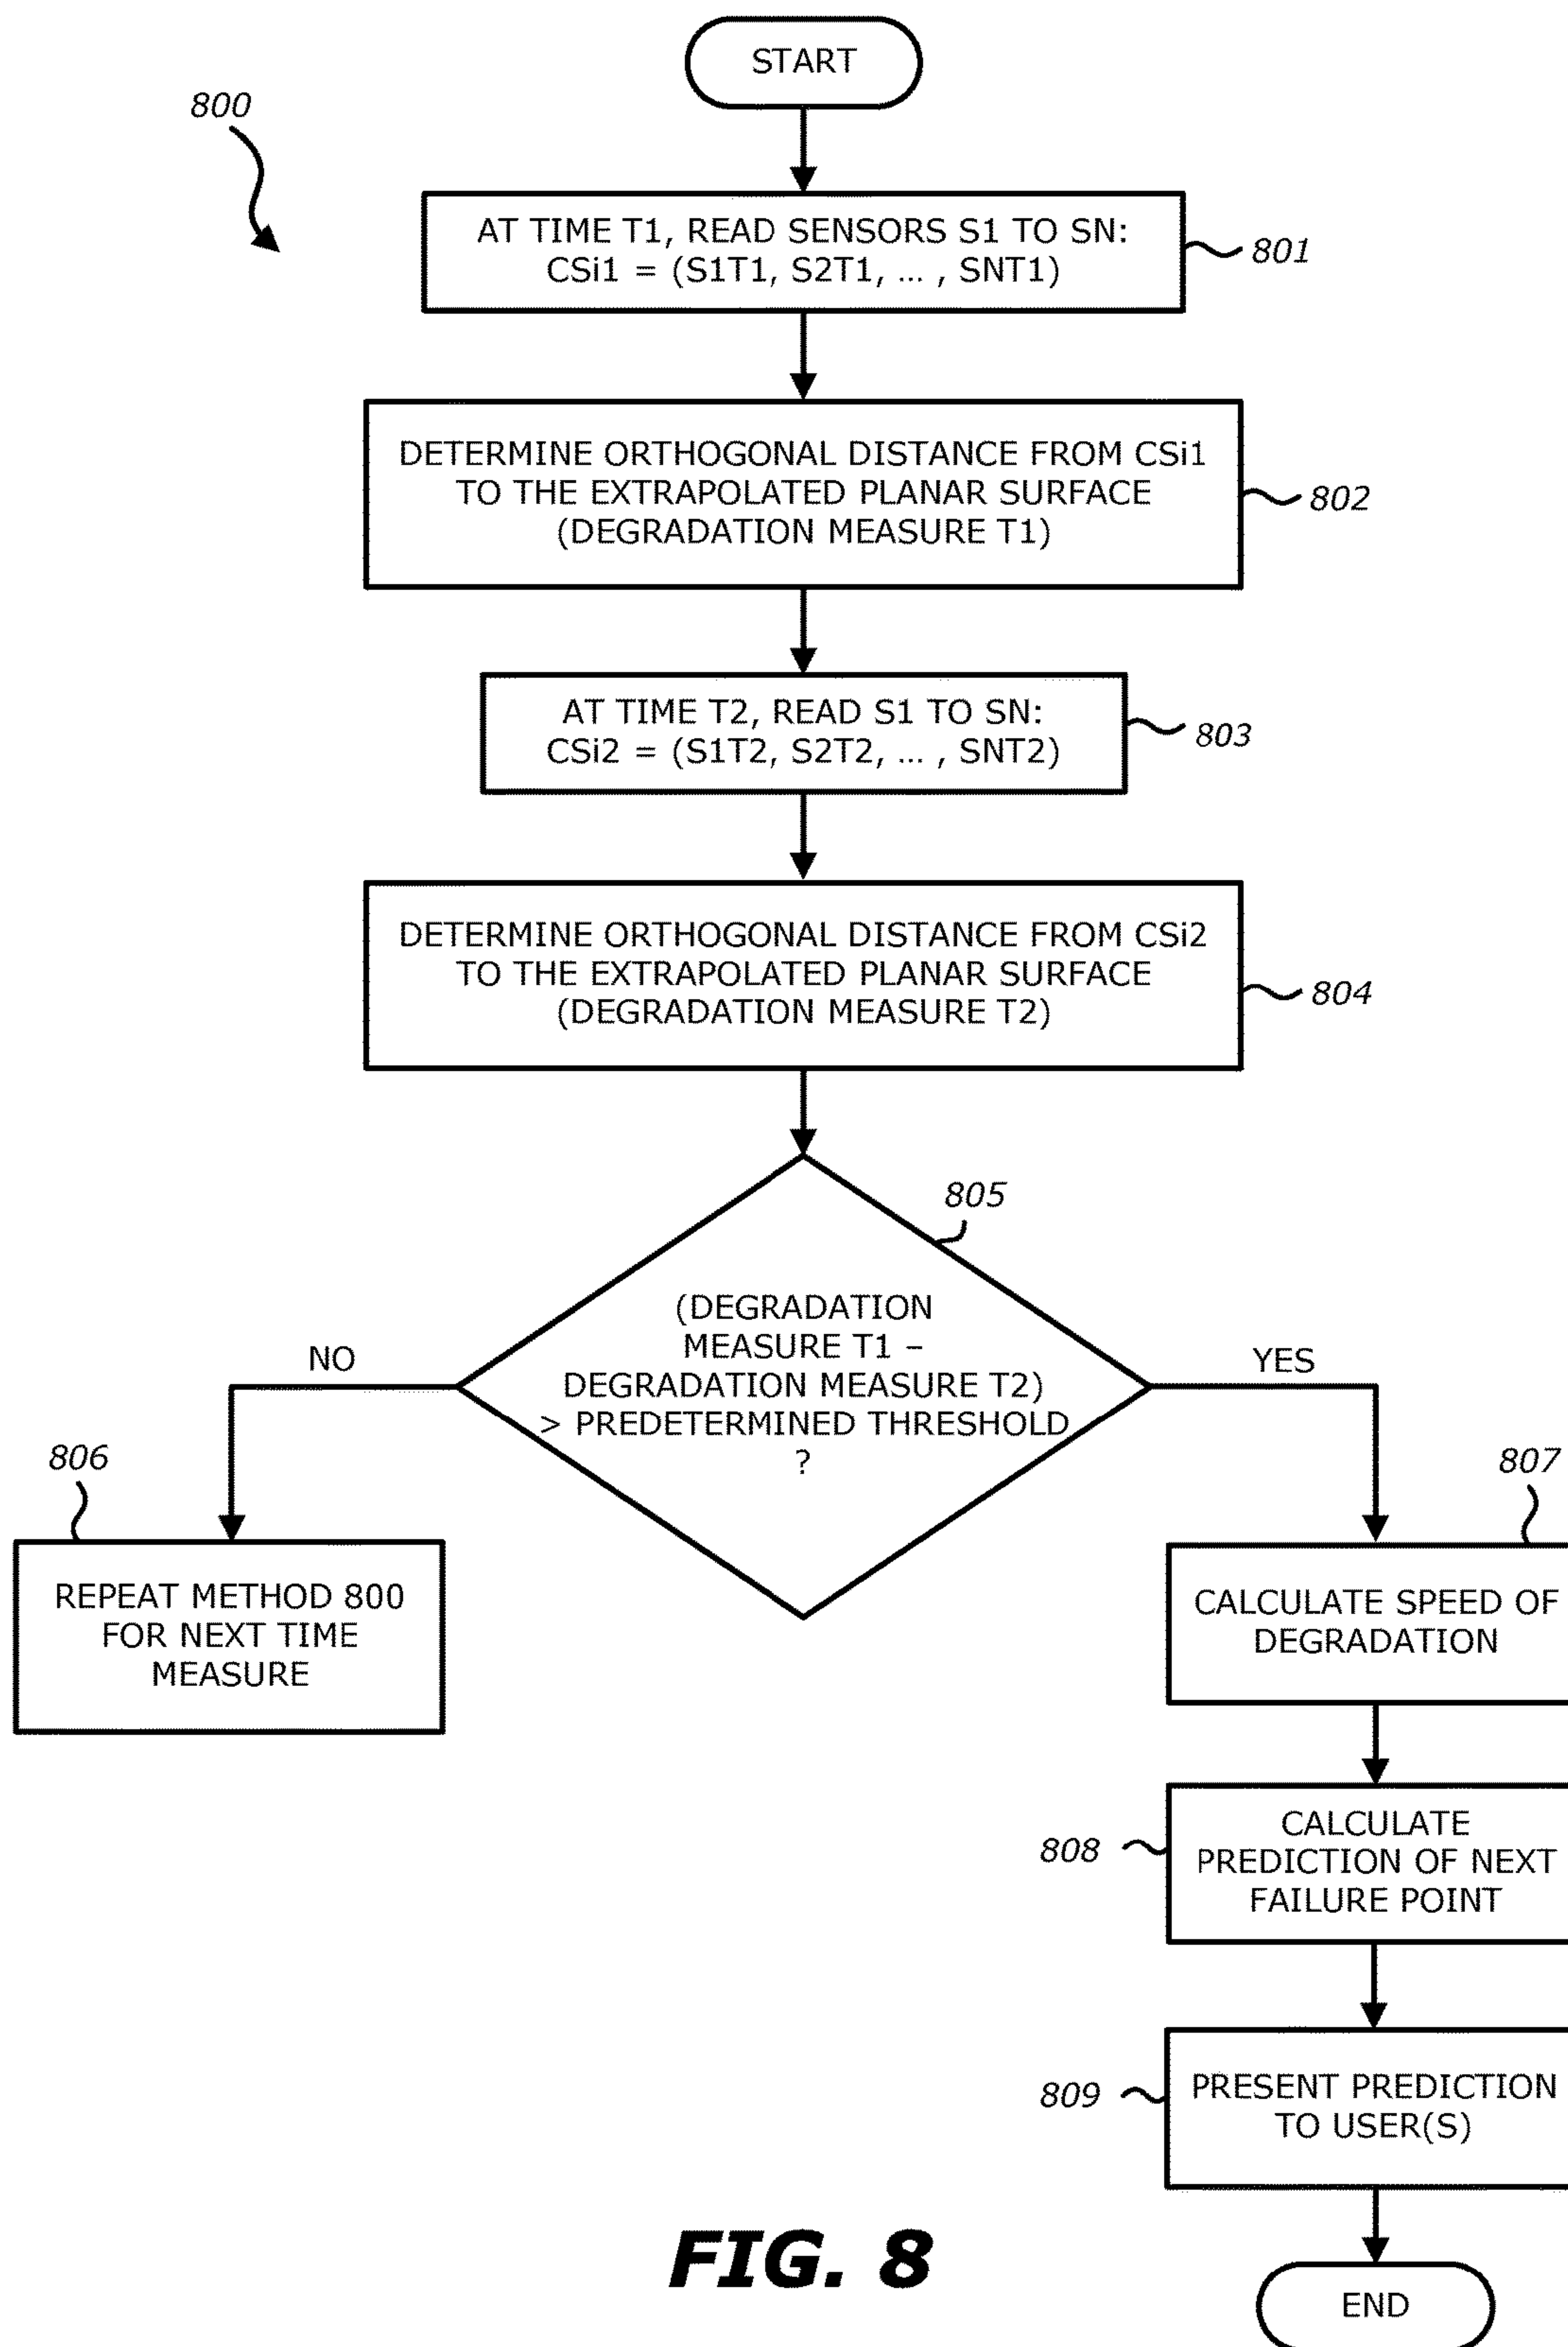 START
800
AT TIME T1, READ SENSORS S1 TO SN:
CSi1 = (S1T1, S2T1, ... , SNT1)
801
DETERMINE ORTHOGONAL DISTANCE FROM CSi1
TO THE EXTRAPOLATED PLANAR SURFACE
(DEGRADATION MEASURE T1)
802
AT TIME T2, READ S1 TO SN:
CSi2 = (S1T2, S2T2, ... , SNT2)
803
DETERMINE ORTHOGONAL DISTANCE FROM CSi2
TO THE EXTRAPOLATED PLANAR SURFACE
(DEGRADATION MEASURE T2)
804
805
(DEGRADATION
MEASURE T1 –
DEGRADATION MEASURE T2)
> PREDETERMINED THRESHOLD
?
NO
YES
806
REPEAT METHOD 800
FOR NEXT TIME
MEASURE
807
CALCULATE SPEED OF
DEGRADATION
808
CALCULATE
PREDICTION OF NEXT
FAILURE POINT
809
PRESENT PREDICTION
TO USER(S)
END
FIG. 8